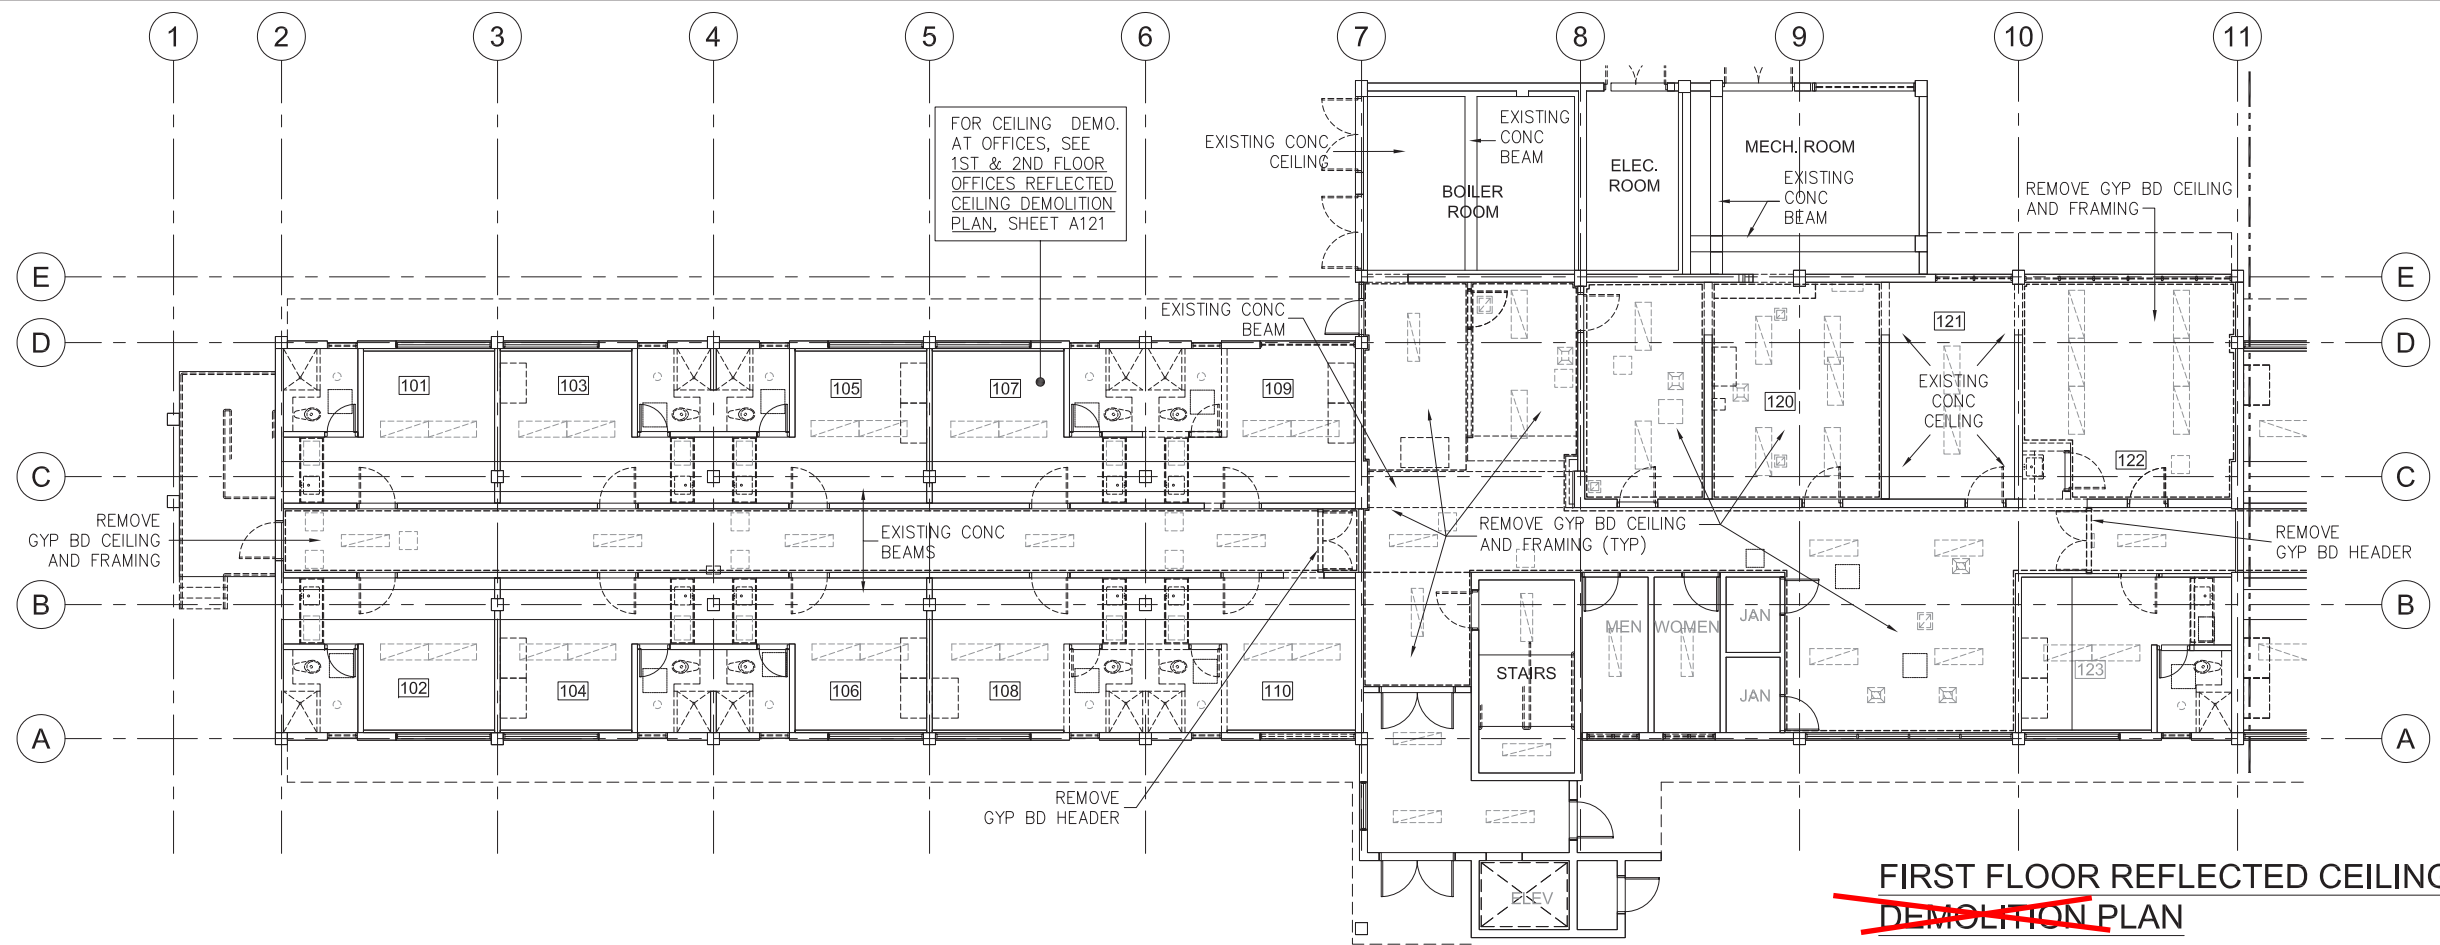 1 2 3 4 5 6 7 8 9 10 11
FOR CEILING DEMO.
AT OFFICES, SEE
1ST & 2ND FLOOR
OFFICES REFLECTED
CEILING DEMOLITION
PLAN, SHEET A121
EXISTING CONC
CEILING
EXISTING
CONC
BEAM
BOILER
ROOM
ELEC.
ROOM
MECH. ROOM
EXISTING
CONC
BEAM
REMOVE GYP BD CEILING
AND FRAMING
E
E
EXISTING CONC
BEAM
D
D
101
103
105
107
109
120
121
EXISTING
CONC
CEILING
122
C
C
REMOVE
GYP BD CEILING
AND FRAMING
EXISTING CONC
BEAMS
REMOVE GYP BD CEILING
AND FRAMING (TYP)
REMOVE
GYP BD HEADER
B
B
MEN
WOMEN
JAN
JAN
STAIRS
102
104
106
108
110
123
A
A
REMOVE
GYP BD HEADER
ELEV
FIRST FLOOR REFLECTED CEILING
DEMOLITION PLAN